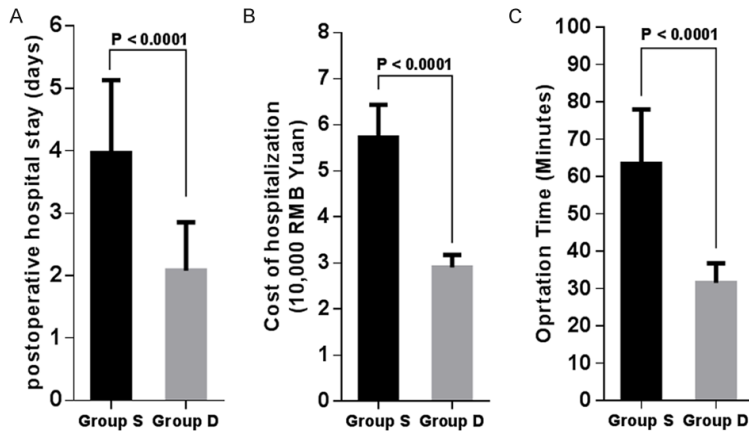 A
postoperative hospital stay (days)
6
5
4
3
2
1
0
P < 0.0001
Group S Group D
B
Cost of hospitalization
(10,000 RMB Yuan)
8
7
6
5
4
3
2
1
0
P < 0.0001
Group S Group D
C
Oprtation Time (Minutes)
100
90
80
70
60
50
40
30
20
10
0
P < 0.0001
Group S Group D